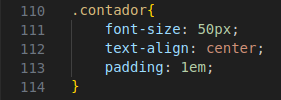 110 .contador{
111 font-size: 50px;
112 text-align: center;
113 padding: 1em;
114 }